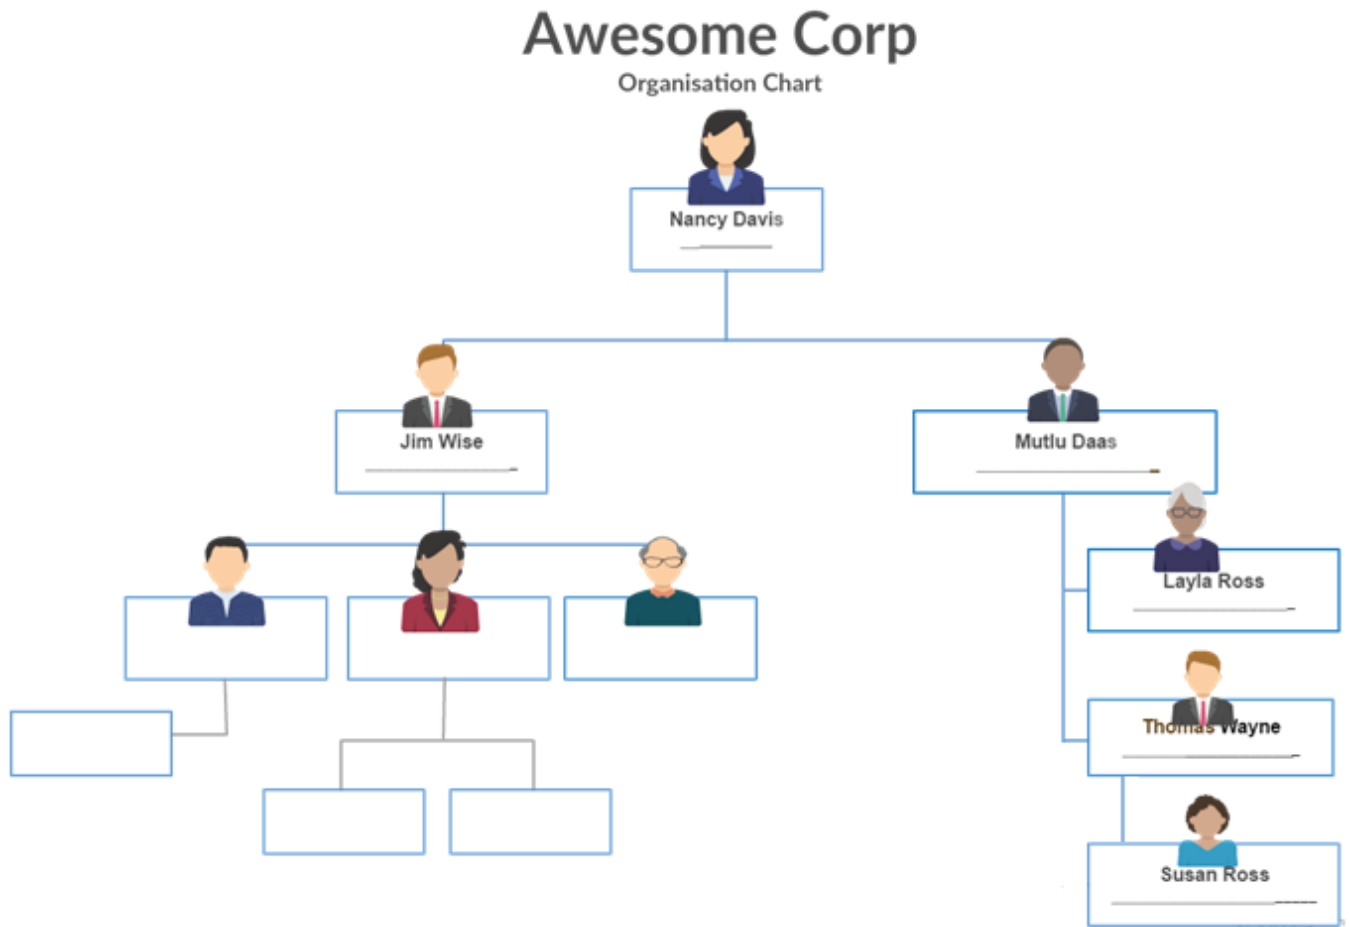 Awesome Corp
Organisation Chart
Nancy Davis
Jim Wise
Mutlu Daas
Layla Ross
Thomas Wayne
Susan Ross